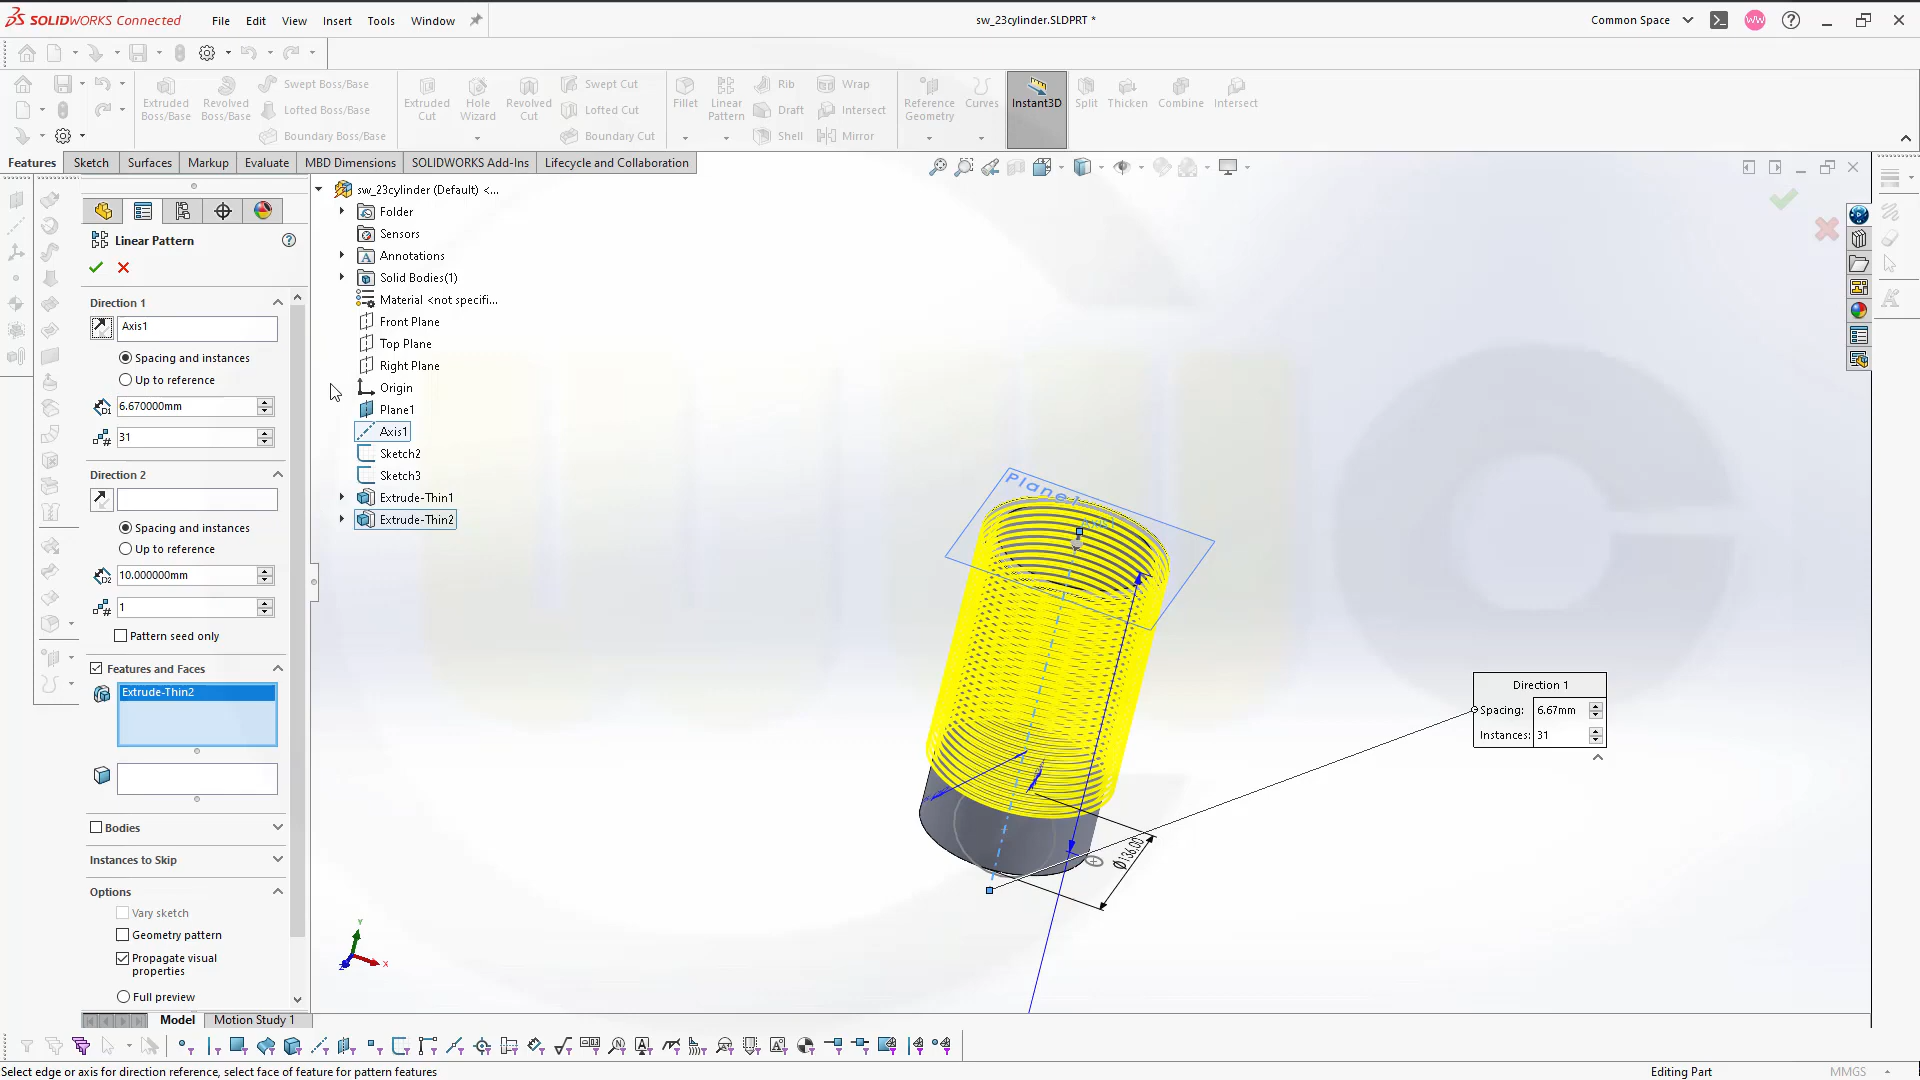 SOLIDWORKS Connected File Edit View Insert Tools Window sw_23cylinder.SLDPRT * Common Space WW
Extruded Boss/Base Revolved Boss/Base Swept Boss/Base Lofted Boss/Base Boundary Boss/Base Extruded Cut Hole Wizard Revolved Cut Swept Cut Lofted Cut Boundary Cut Fillet Linear Pattern Rib Draft Shell Wrap Intersect Mirror Reference Geometry Curves Instant3D Split Thicken Combine Intersect
Features Sketch Surfaces Markup Evaluate MBD Dimensions SOLIDWORKS Add-Ins Lifecycle and Collaboration
Linear Pattern
Direction 1
Axis1
Spacing and instances
Up to reference
D1 6.670000mm
# 31
Direction 2
Spacing and instances
Up to reference
D2 10.000000mm
# 1
Pattern seed only
Features and Faces
Extrude-Thin2
Bodies
Instances to Skip
Options
Vary sketch
Geometry pattern
Propagate visual
properties
Full preview
sw_23cylinder (Default) <...
Folder
Sensors
Annotations
Solid Bodies(1)
Material <not specifi...
Front Plane
Top Plane
Right Plane
Origin
Plane1
Axis1
Sketch2
Sketch3
Extrude-Thin1
Extrude-Thin2
Plane1
Axis1
Direction 1
Spacing: 6.67mm
Instances: 31
Ø136.00
Y
X
Z
Model Motion Study 1
Select edge or axis for direction reference, select face of feature for pattern features Editing Part MMGS